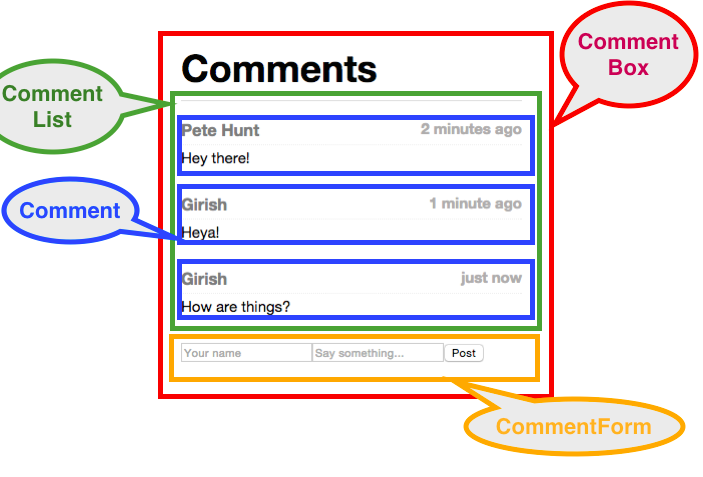 Comment
Box
Comments
Comment
List
Pete Hunt 2 minutes ago
Hey there!
Comment
Girish 1 minute ago
Heya!
Girish just now
How are things?
Your name Say something... Post
CommentForm